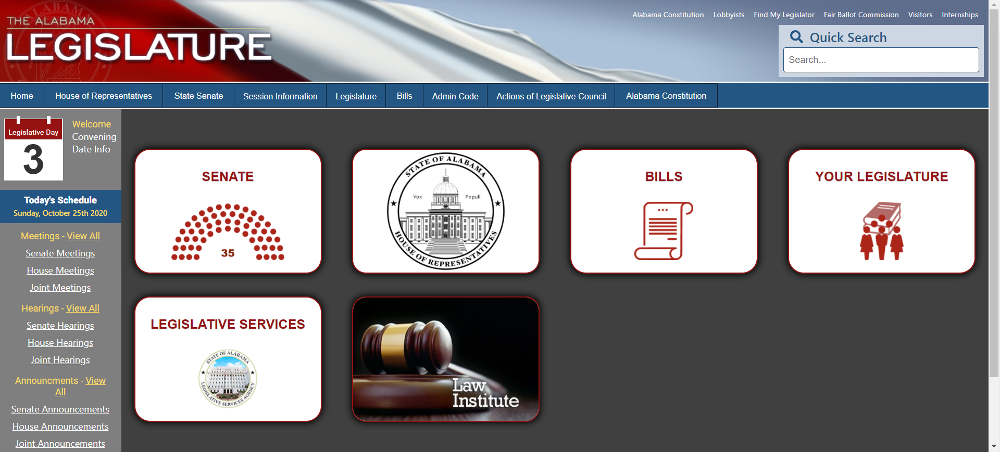 THE ALABAMA
LEGISLATURE
Alabama Constitution Lobbyists Find My Legislator Fair Ballot Commission Visitors Internships
Quick Search
Search...
Home House of Representatives State Senate Session Information Legislature Bills Admin Code Actions of Legislative Council Alabama Constitution
Legislative Day
3
Welcome
Convening
Date Info
Today's Schedule
Sunday, October 25th 2020
Meetings - View All
Senate Meetings
House Meetings
Joint Meetings
Hearings - View All
Senate Hearings
House Hearings
Joint Hearings
Announcments - View
All
Senate Announcements
House Announcements
Joint Announcements
SENATE
35
STATE OF ALABAMA
Vox Populi
HOUSE OF REPRESENTATIVES
BILLS
YOUR LEGISLATURE
LEGISLATIVE SERVICES
STATE OF ALABAMA
LEGISLATIVE SERVICES AGENCY
Law
Institute